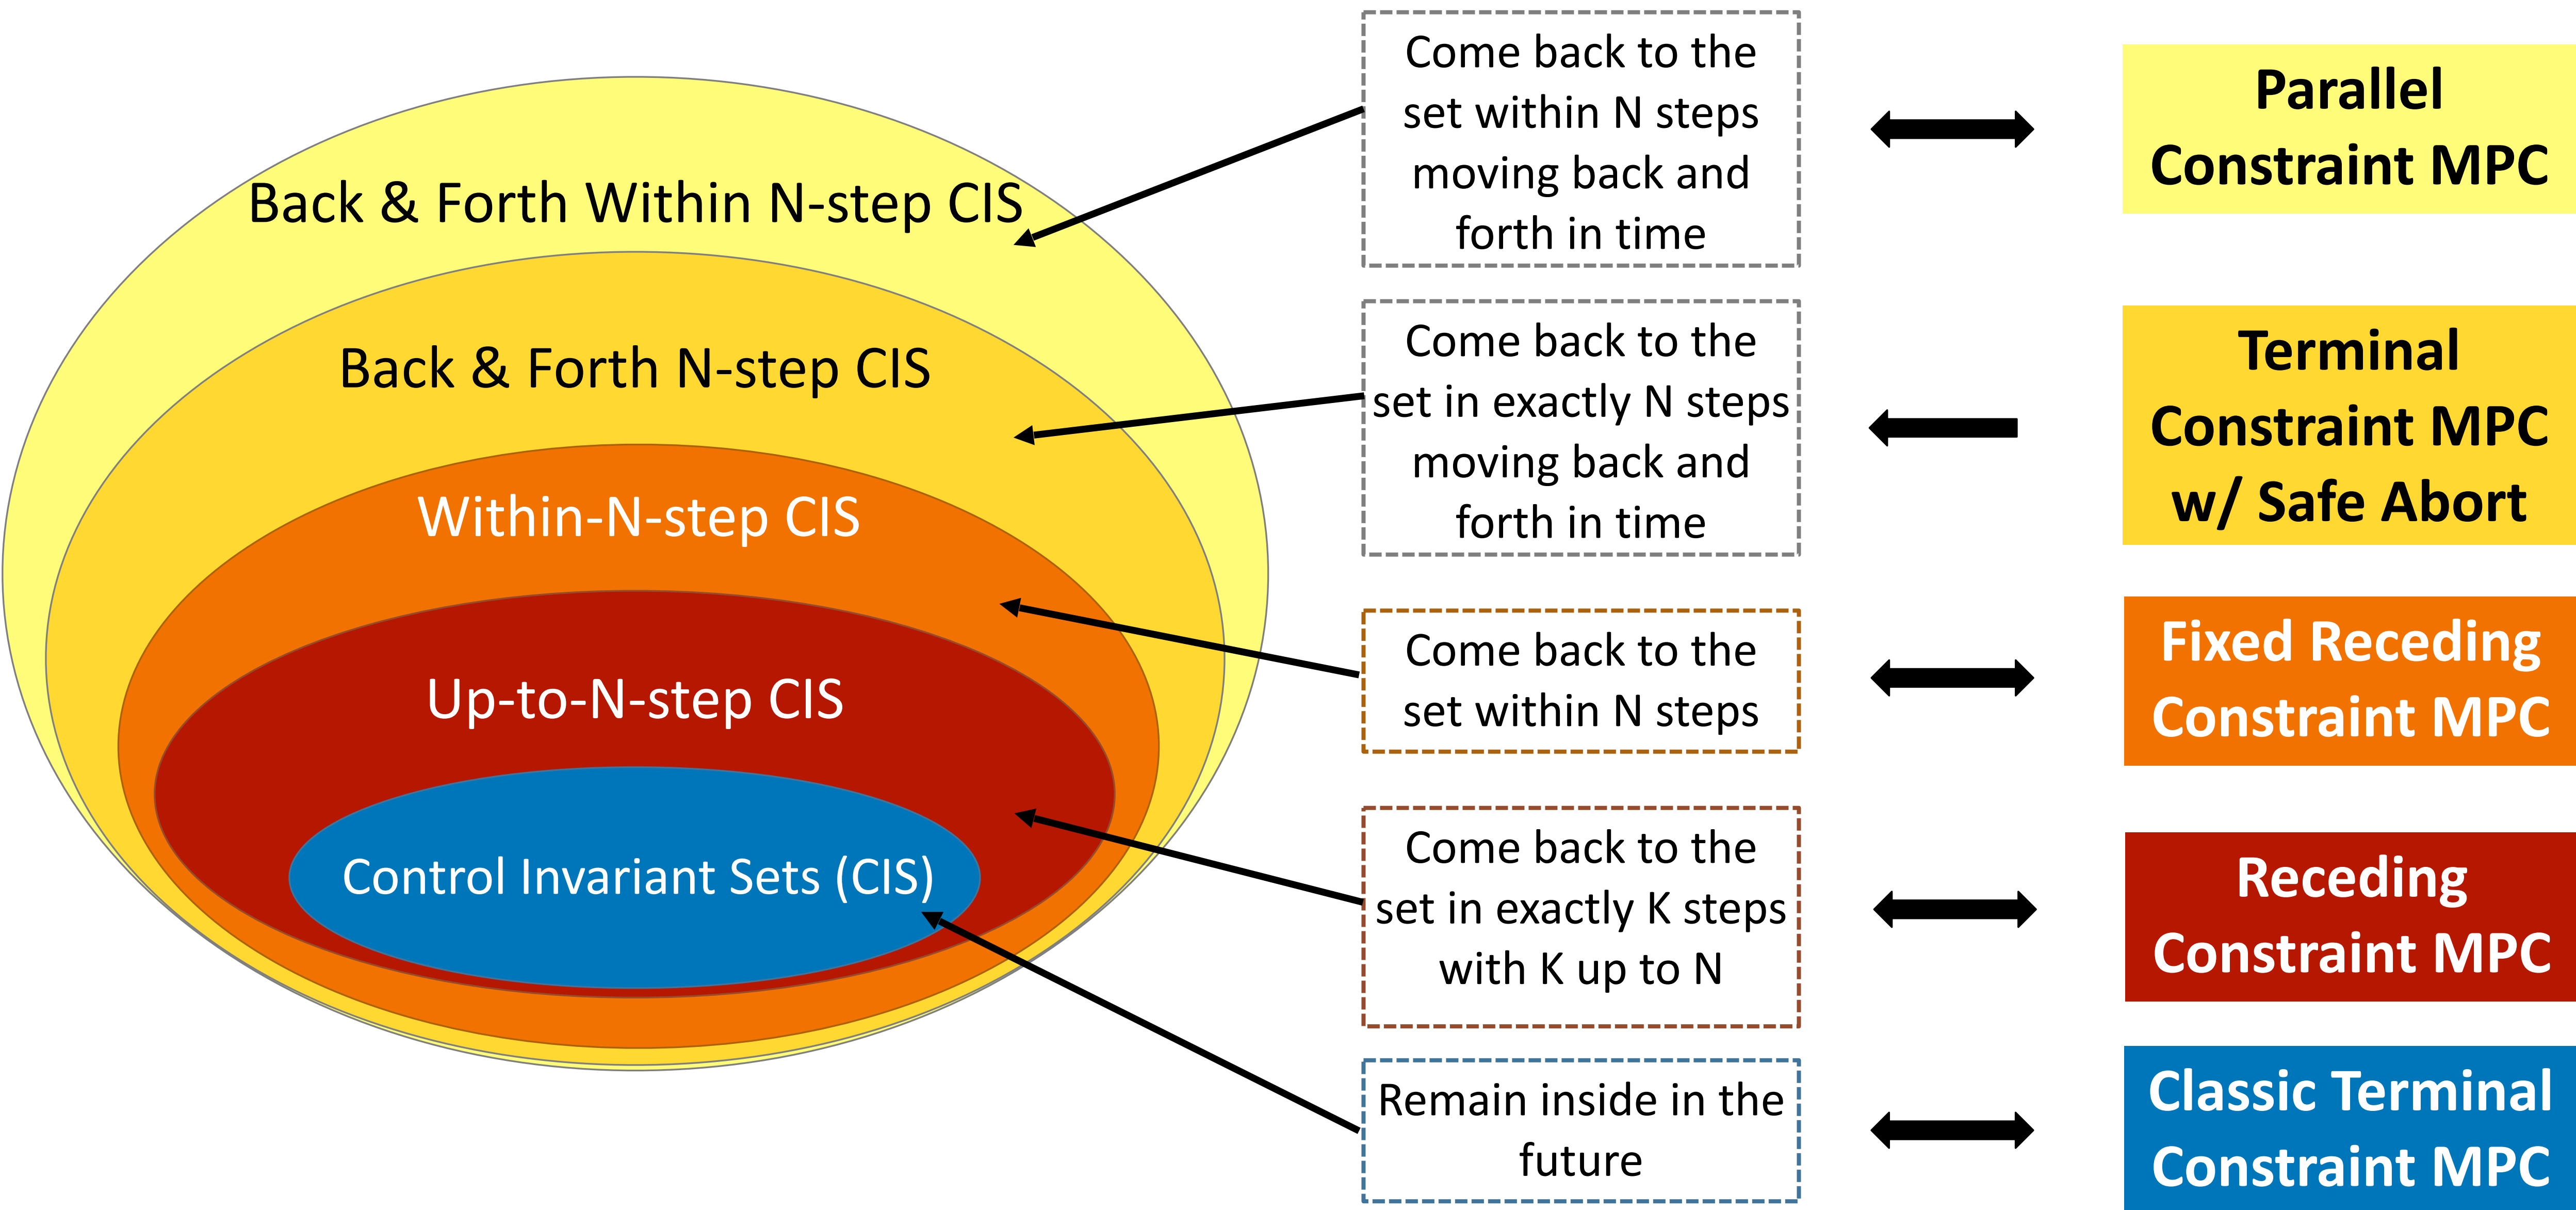 Back & Forth Within N-step CIS
Back & Forth N-step CIS
Within-N-step CIS
Up-to-N-step CIS
Control Invariant Sets (CIS)
Come back to the
set within N steps
moving back and
forth in time
Come back to the
set in exactly N steps
moving back and
forth in time
Come back to the
set within N steps
Come back to the
set in exactly K steps
with K up to N
Remain inside in the
future
Parallel
Constraint MPC
Terminal
Constraint MPC
w/ Safe Abort
Fixed Receding
Constraint MPC
Receding
Constraint MPC
Classic Terminal
Constraint MPC